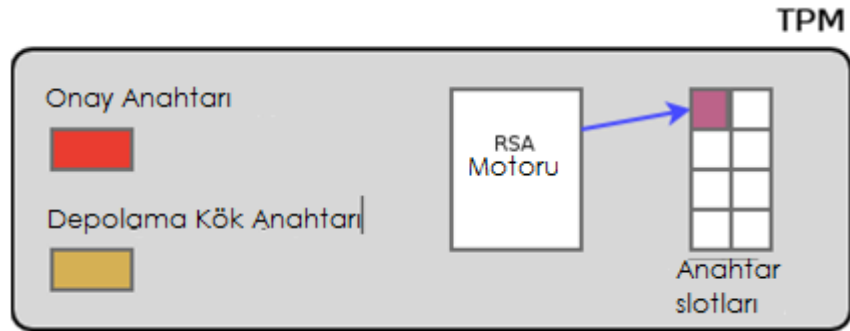 TPM
Onay Anahtarı
Depolama Kök Anahtarı
RSA
Motoru
Anahtar
slotları